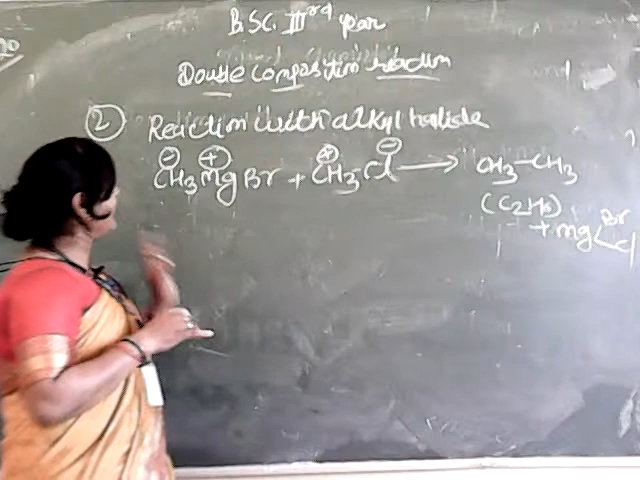 B.SC. IIIrd year
Double composition reaction
② Reaction with alkyl halide
⊖ ⊕ ⊕ ⊖
CH3MgBr + CH3Cl → CH3-CH3
(C2H6)
+ Mg<Br Cl